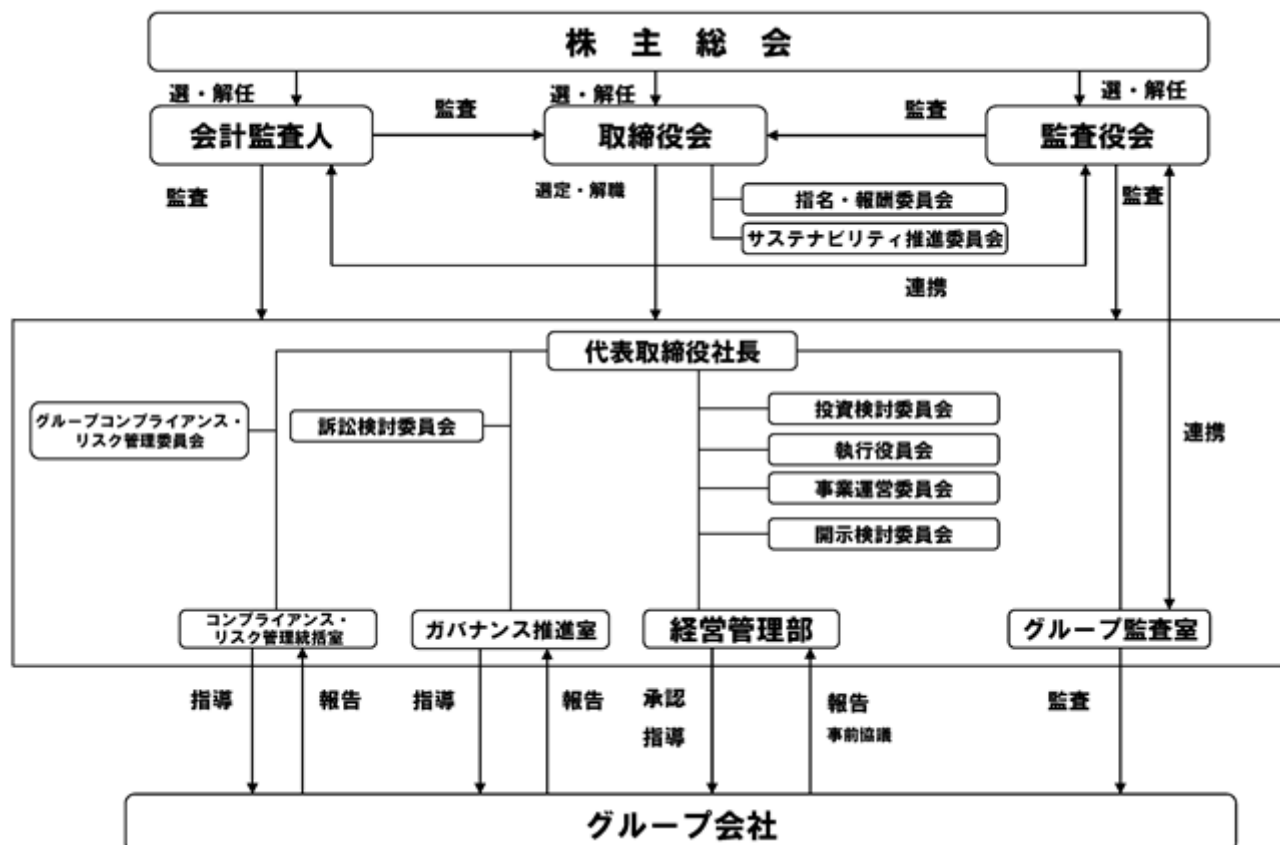 株 主 総 会
選・解任
選・解任
選・解任
監査
監査
会計監査人
取締役会
監査役会
監査
選定・解職
監査
指名・報酬委員会
サステナビリティ推進委員会
連携
代表取締役社長
グループコンプライアンス・
リスク管理委員会
訴訟検討委員会
投資検討委員会
執行役員会
事業運営委員会
開示検討委員会
連携
コンプライアンス・
リスク管理統括室
ガバナンス推進室
経営管理部
グループ監査室
指導
報告
指導
報告
承認
指導
報告
事前協議
監査
グループ会社